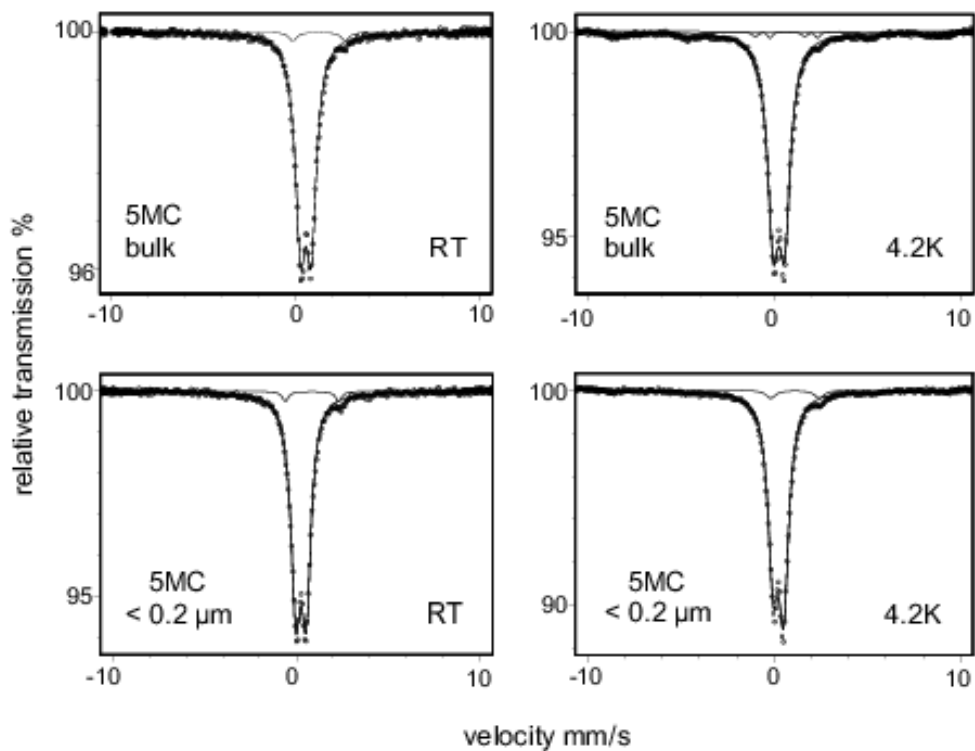 relative transmission %
100
96
5MC
bulk
RT
-10
0
10
100
95
5MC
bulk
4.2K
-10
0
10
100
95
5MC
< 0.2 µm
RT
-10
0
10
100
90
5MC
< 0.2 µm
4.2K
-10
0
10
velocity mm/s